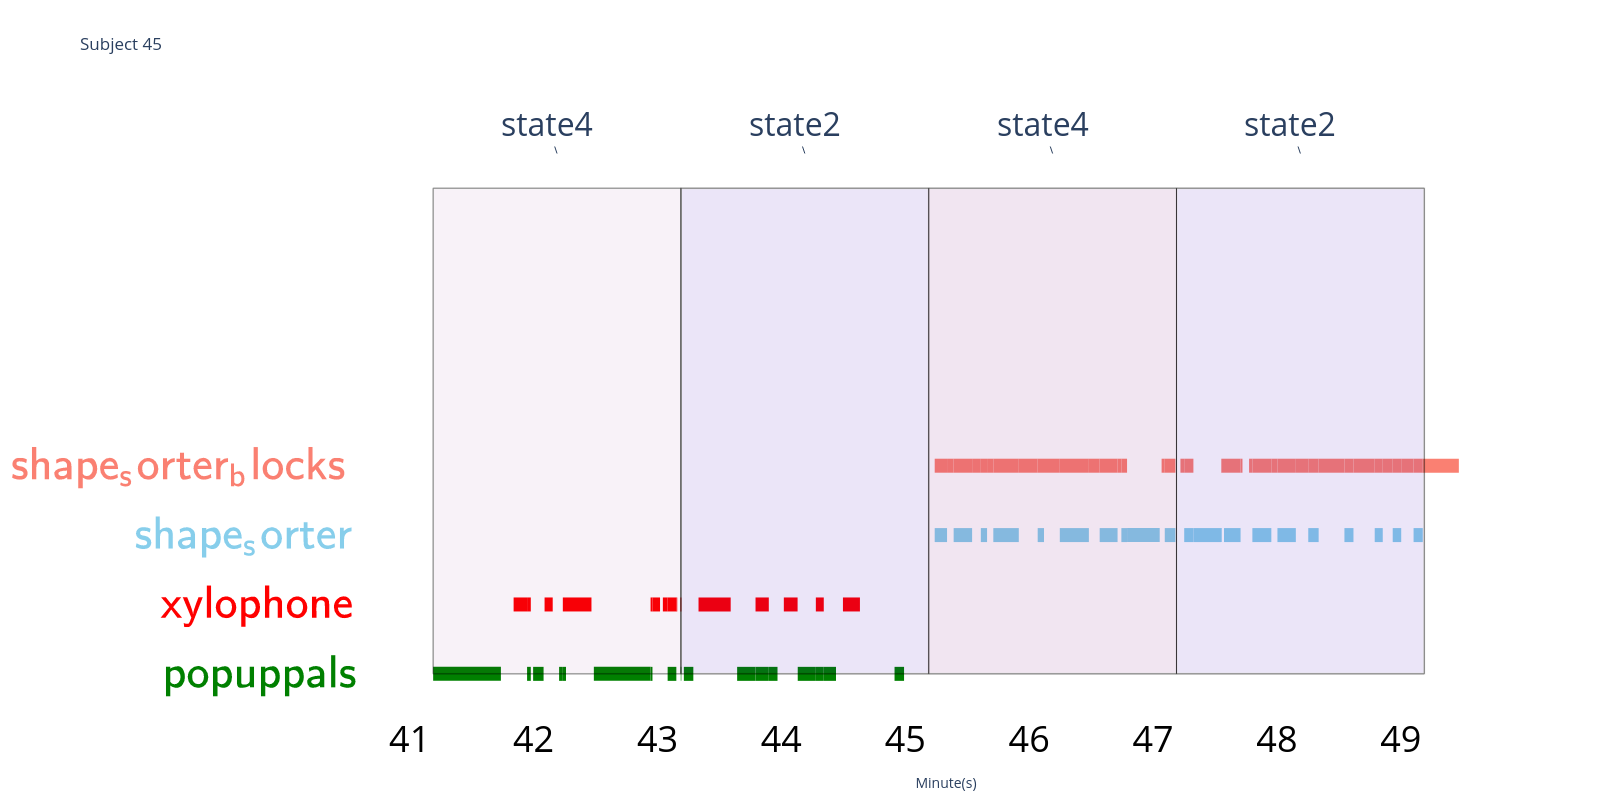 Subject 45
state4 state2 state4 state2
shapesorterblocks
shapesorter
xylophone
popuppals
41 42 43 44 45 46 47 48 49
Minute(s)